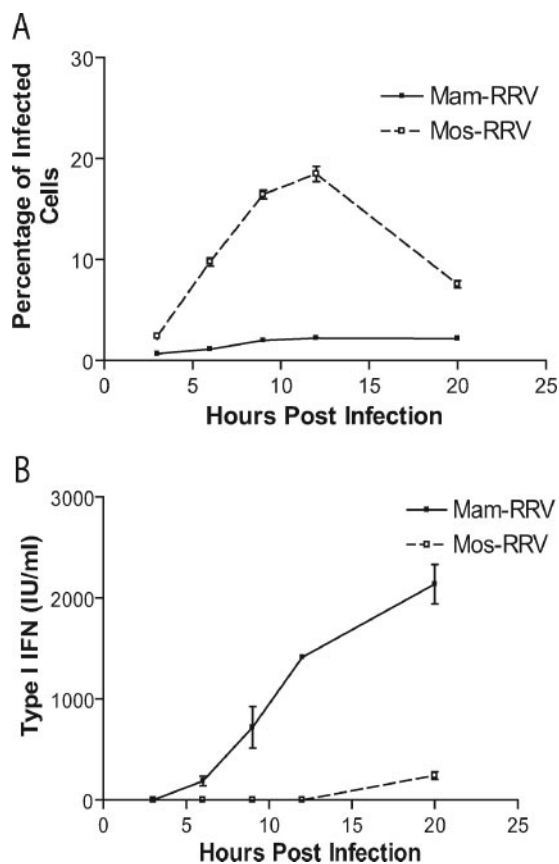 A
Percentage of Infected
Cells
30
20
10
0
0 5 10 15 20 25
Hours Post Infection
Mam-RRV
Mos-RRV
B
Type I IFN (IU/ml)
3000
2000
1000
0
0 5 10 15 20 25
Hours Post Infection
Mam-RRV
Mos-RRV